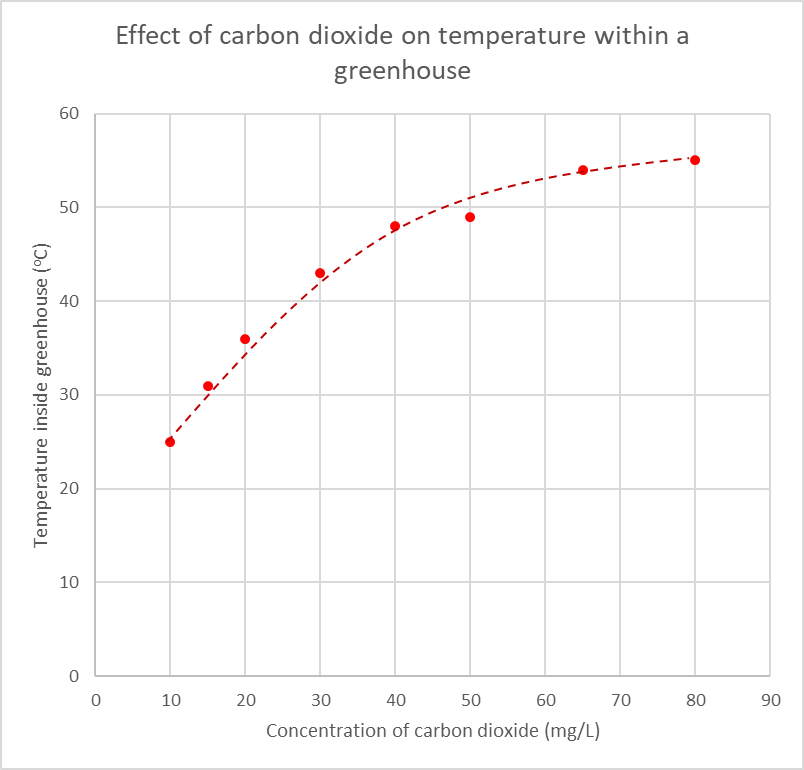 Effect of carbon dioxide on temperature within a
greenhouse
60
50
40
30
20
10
0
Temperature inside greenhouse (°C)
0 10 20 30 40 50 60 70 80 90
Concentration of carbon dioxide (mg/L)